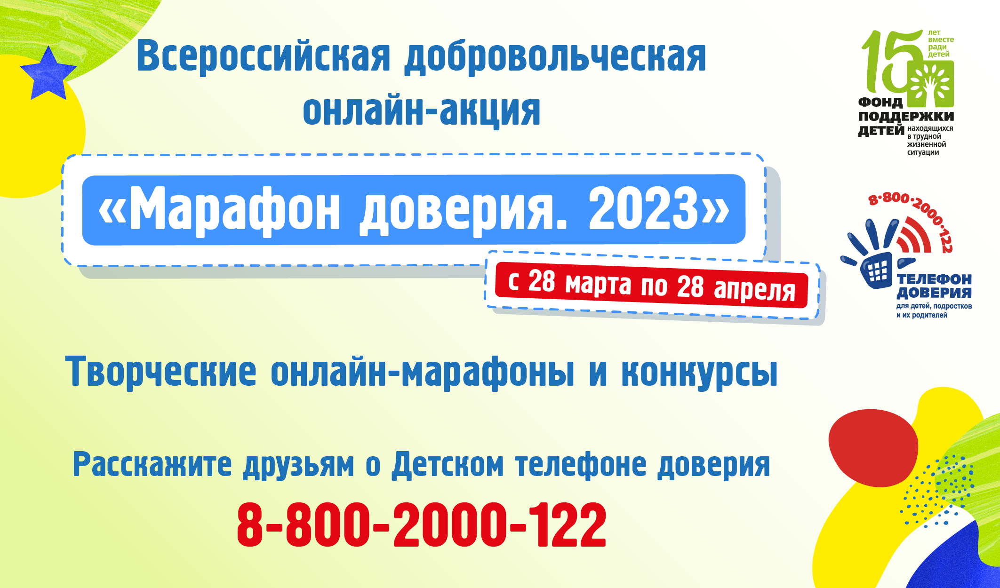 Всероссийская добровольческая
онлайн-акция
«Марафон доверия. 2023»
с 28 марта по 28 апреля
Творческие онлайн-марафоны и конкурсы
Расскажите друзьям о Детском телефоне доверия
8-800-2000-122
15
лет
вместе
ради
детей
ФОНД
ПОДДЕРЖКИ
ДЕТЕЙ
находящихся
в трудной
жизненной
ситуации
8·800·2000·122
ТЕЛЕФОН
ДОВЕРИЯ
для детей, подростков
и их родителей